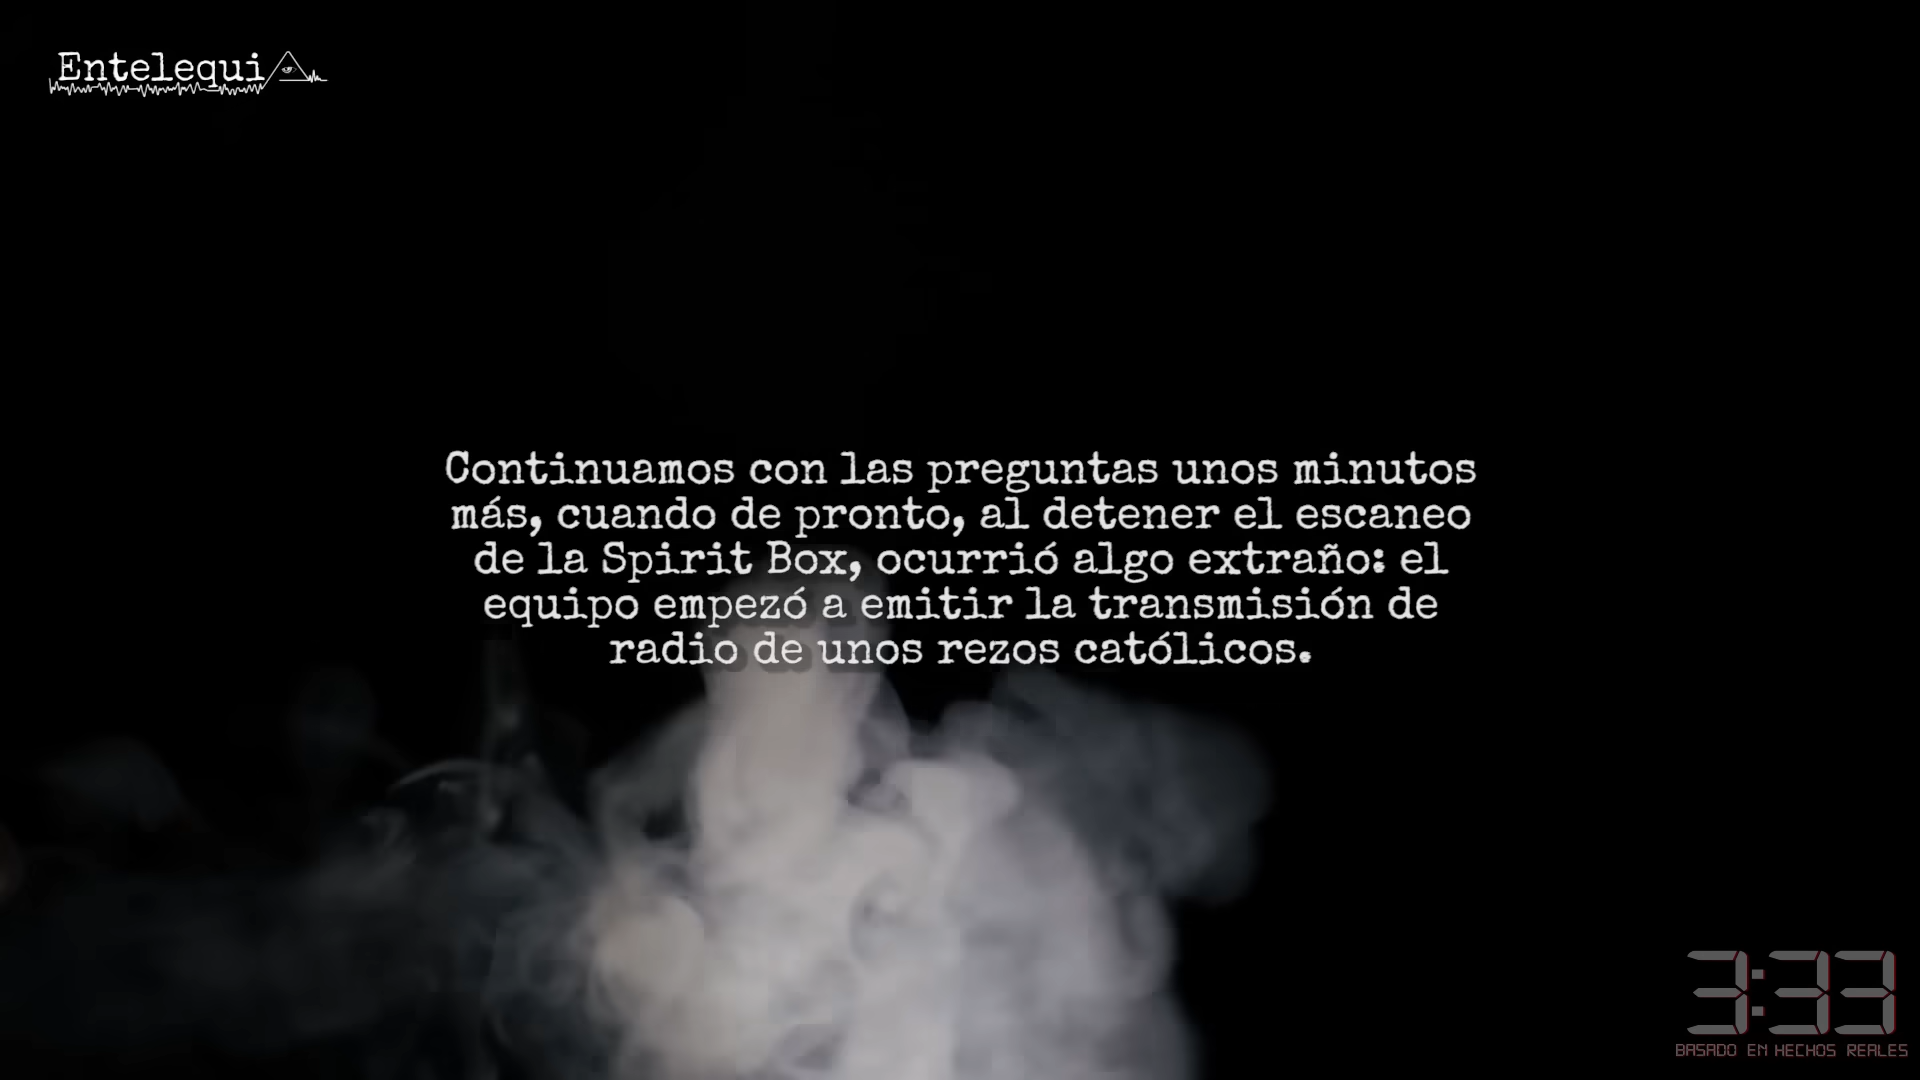 Entelequia
Continuamos con las preguntas unos minutos
más, cuando de pronto, al detener el escaneo
de la Spirit Box, ocurrió algo extraño: el
equipo empezó a emitir la transmisión de
radio de unos rezos católicos.
3:33
BASADO EN HECHOS REALES